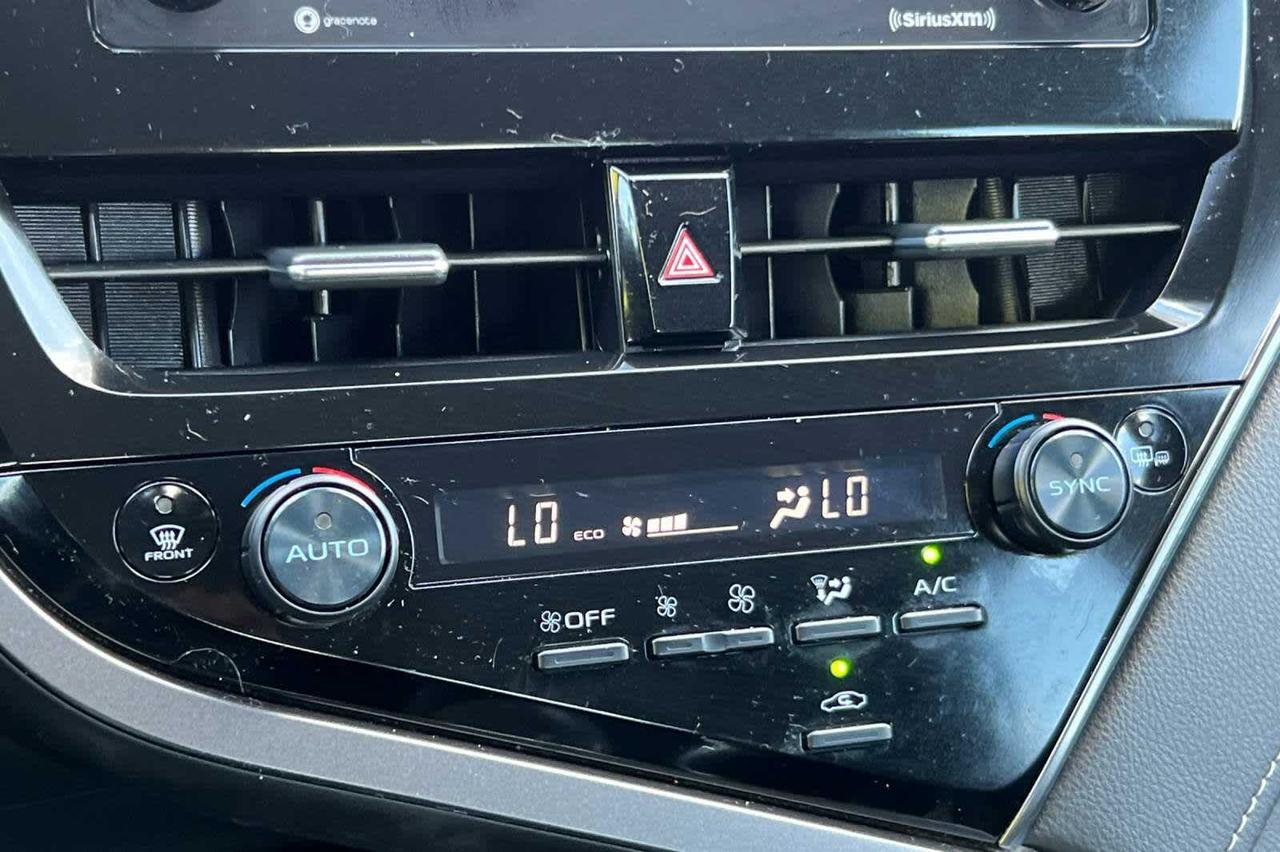 gracenote
SiriusXM
FRONT
AUTO
LO ECO LO
SYNC
OFF
A/C